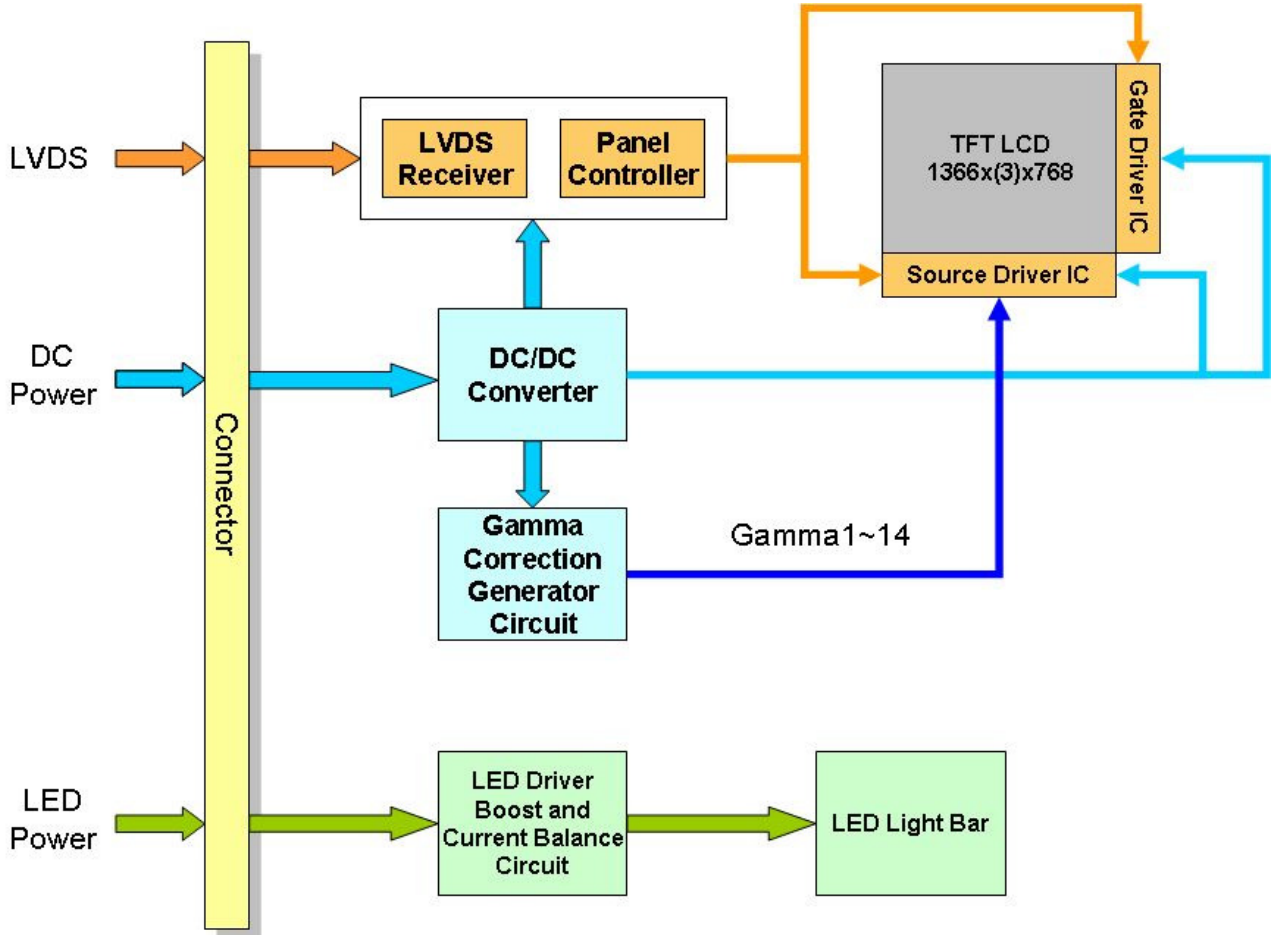 LVDS
DC
Power
LED
Power
Connector
LVDS
Receiver
Panel
Controller
DC/DC
Converter
Gamma
Correction
Generator
Circuit
Gamma1~14
TFT LCD
1366x(3)x768
Gate Driver IC
Source Driver IC
LED Driver
Boost and
Current Balance
Circuit
LED Light Bar